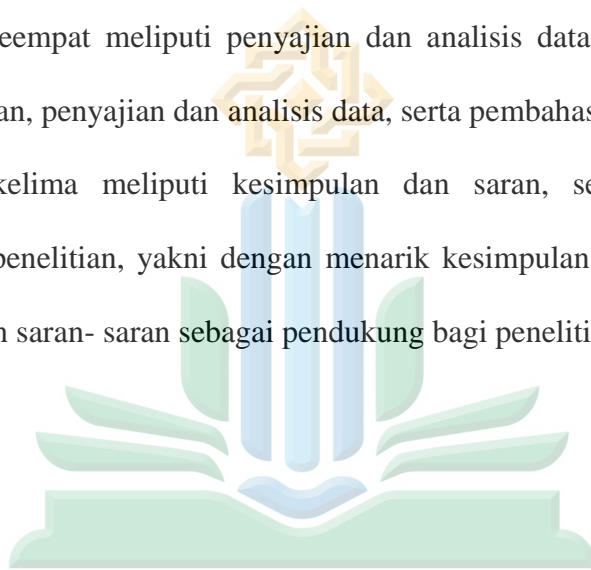 eempat meliputi penyajian dan analisis data
an, penyajian dan analisis data, serta pembahas
kelima meliputi kesimpulan dan saran, se
penelitian, yakni dengan menarik kesimpulan
n saran- saran sebagai pendukung bagi peneliti